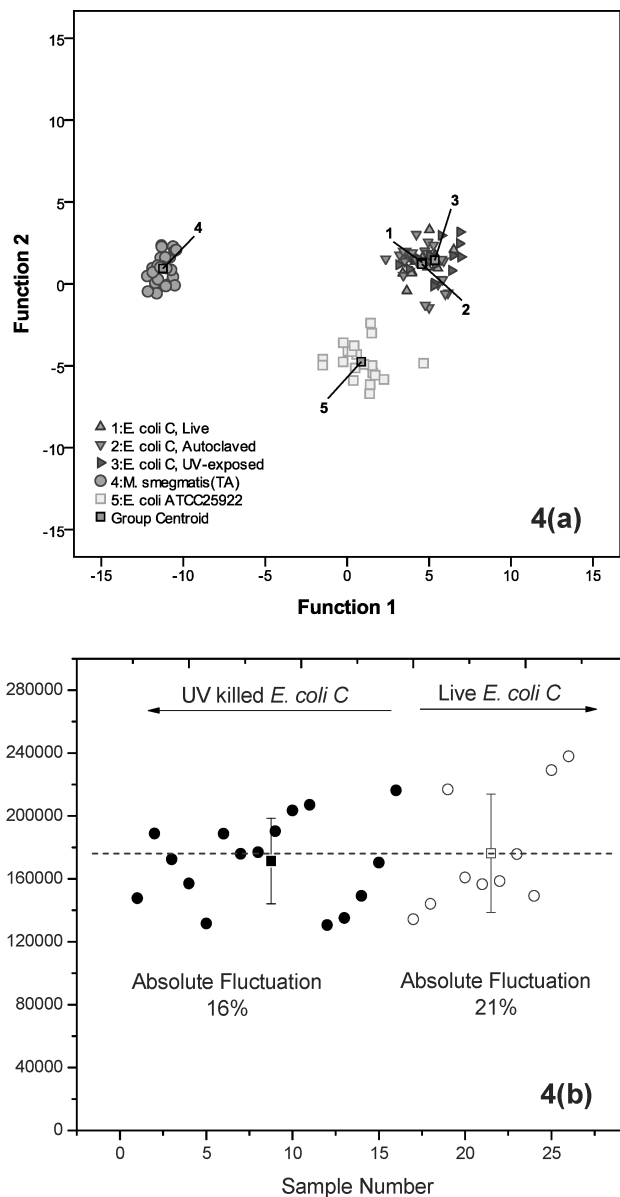 15
10
5
0
-5
-10
-15
Function 2
4
1
3
2
5
1:E. coli C, Live
2:E. coli C, Autoclaved
3:E. coli C, UV-exposed
4:M. smegmatis(TA)
5:E. coli ATCC25922
Group Centroid
4(a)
-15 -10 -5 0 5 10 15
Function 1
280000
240000
200000
160000
120000
80000
40000
0
UV killed E. coli C
Live E. coli C
Absolute Fluctuation
16%
Absolute Fluctuation
21%
4(b)
0 5 10 15 20 25
Sample Number